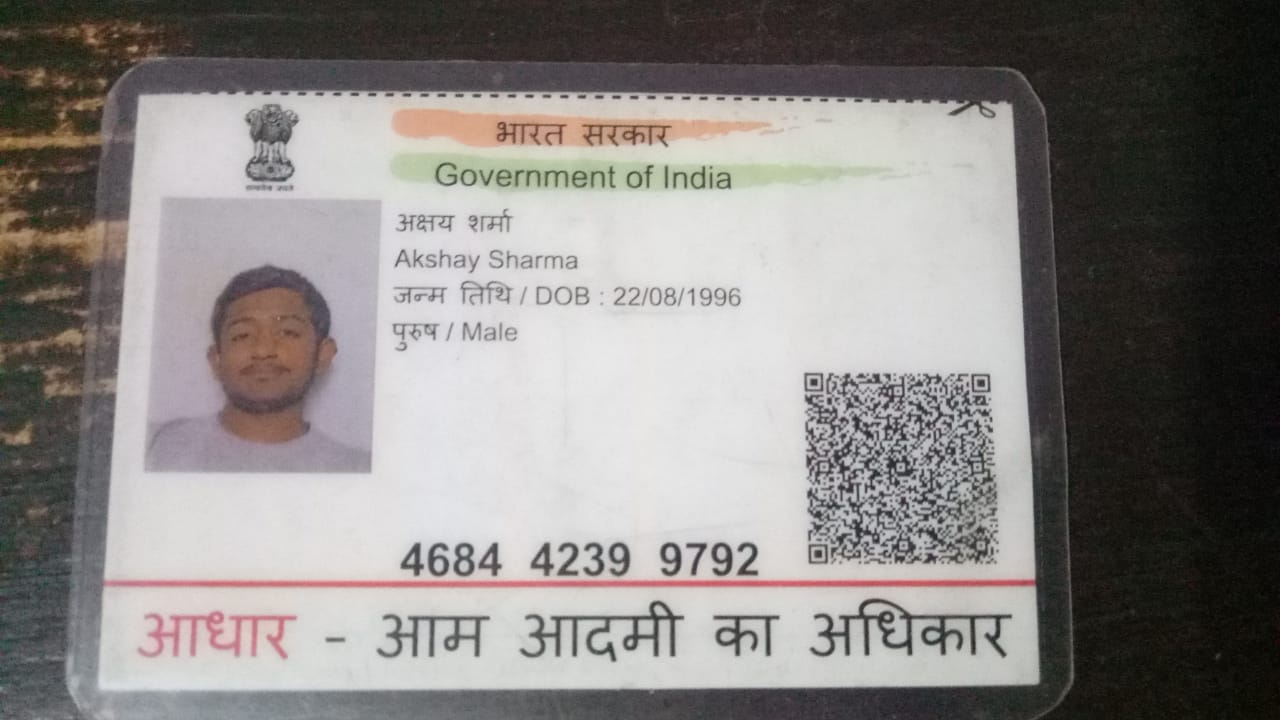 भारत सरकार
Government of India
सत्यमेव जयते
अक्षय शर्मा
Akshay Sharma
जन्म तिथि / DOB : 22/08/1996
पुरुष / Male
4684 4239 9792
आधार - आम आदमी का अधिकार